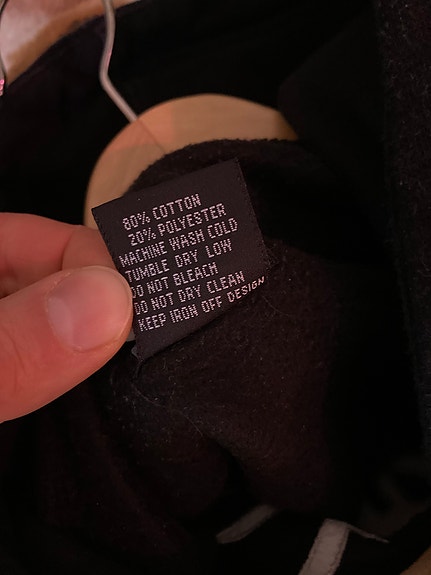 80% COTTON
20% POLYESTER
MACHINE WASH COLD
TUMBLE DRY LOW
DO NOT BLEACH
DO NOT DRY CLEAN
KEEP IRON OFF DESIGN